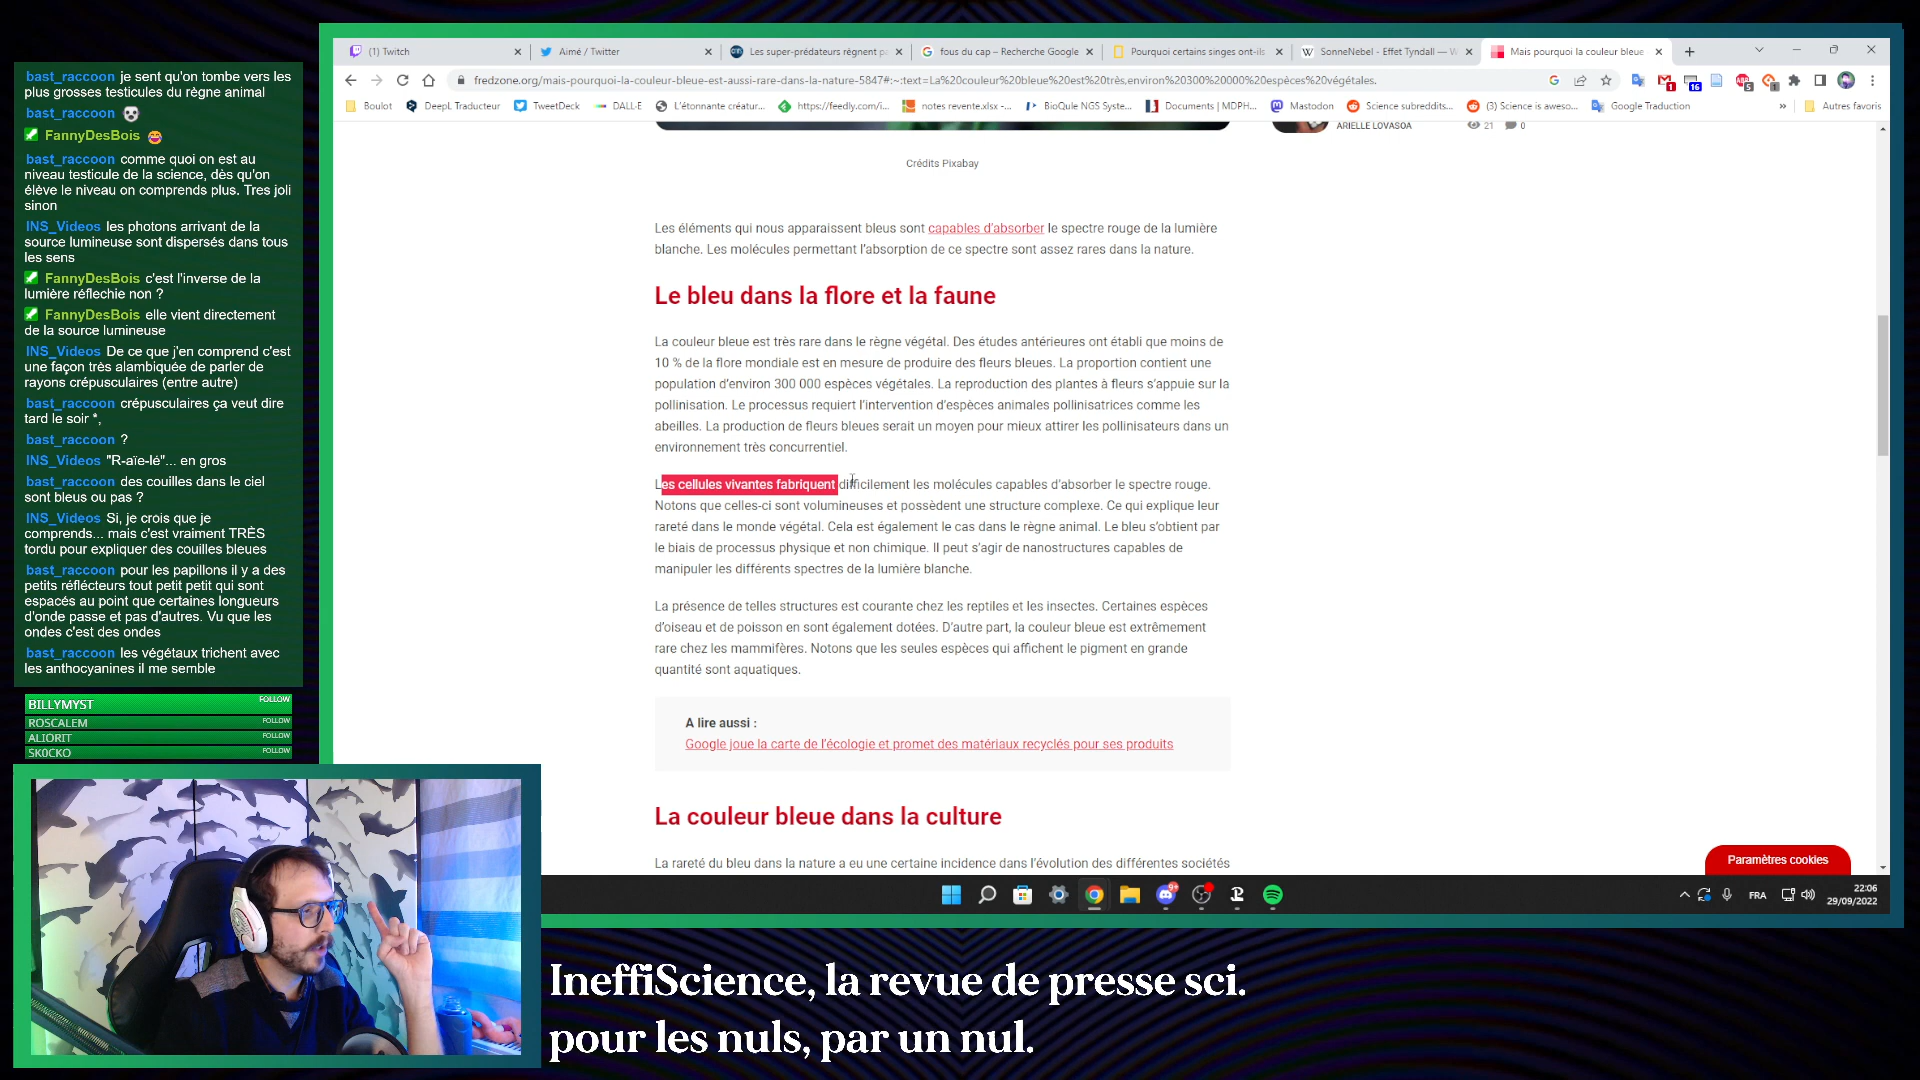 bast_raccoon je sent qu'on tombe vers les
plus grosses testicules du règne animal
bast_raccoon
FannyDesBois
bast_raccoon comme quoi on est au
niveau testicule de la science, dès qu'on
élève le niveau on comprends plus. Tres joli
sinon
INS_Videos les photons arrivant de la
source lumineuse sont dispersés dans tous
les sens
FannyDesBois c'est l'inverse de la
lumière réflechie non ?
FannyDesBois elle vient directement
de la source lumineuse
INS_Videos De ce que j'en comprend c'est
une façon très alambiquée de parler de
rayons crépusculaires (entre autre)
bast_raccoon crépusculaires ça veut dire
tard le soir *,
bast_raccoon ?
INS_Videos "R-aïe-lé"... en gros
bast_raccoon des couilles dans le ciel
sont bleus ou pas ?
INS_Videos Si, je crois que je
comprends... mais c'est vraiment TRÈS
tordu pour expliquer des couilles bleues
bast_raccoon pour les papillons il y a des
petits réflécteurs tout petit petit qui sont
espacés au point que certaines longueurs
d'onde passe et pas d'autres. Vu que les
ondes c'est des ondes
bast_raccoon les végétaux trichent avec
les anthocyanines il me semble
BILLYMYST FOLLOW
ROSCALEM FOLLOW
ALIORIT FOLLOW
SK0CKO FOLLOW
(1) Twitch
Aimé / Twitter
Les super-prédateurs règnent p
fous du cap – Recherche Google
Pourquoi certains singes ont-ils
SonneNebel - Effet Tyndall — W
Mais pourquoi la couleur bleue
fredzone.org/mais-pourquoi-la-couleur-bleue-est-aussi-rare-dans-la-nature-5847#:~:text=La%20couleur%20bleue%20est%20très,environ%20300%20000%20espèces%20végétales.
Boulot
DeepL Traducteur
TweetDeck
DALL·E
L'étonnante créatur...
https://feedly.com/i...
notes revente.xlsx -...
BioQule NGS Syste...
Documents | MDPH...
Mastodon
Science subreddits...
(3) Science is aweso...
Google Traduction
»
Autres favoris
ARIELLE LOVASOA
21
0
Crédits Pixabay
Les éléments qui nous apparaissent bleus sont capables d'absorber le spectre rouge de la lumière
blanche. Les molécules permettant l'absorption de ce spectre sont assez rares dans la nature.
Le bleu dans la flore et la faune
La couleur bleue est très rare dans le règne végétal. Des études antérieures ont établi que moins de
10 % de la flore mondiale est en mesure de produire des fleurs bleues. La proportion contient une
population d'environ 300 000 espèces végétales. La reproduction des plantes à fleurs s'appuie sur la
pollinisation. Le processus requiert l'intervention d'espèces animales pollinisatrices comme les
abeilles. La production de fleurs bleues serait un moyen pour mieux attirer les pollinisateurs dans un
environnement très concurrentiel.
Les cellules vivantes fabriquent difficilement les molécules capables d'absorber le spectre rouge.
Notons que celles-ci sont volumineuses et possèdent une structure complexe. Ce qui explique leur
rareté dans le monde végétal. Cela est également le cas dans le règne animal. Le bleu s'obtient par
le biais de processus physique et non chimique. Il peut s'agir de nanostructures capables de
manipuler les différents spectres de la lumière blanche.
La présence de telles structures est courante chez les reptiles et les insectes. Certaines espèces
d'oiseau et de poisson en sont également dotées. D'autre part, la couleur bleue est extrêmement
rare chez les mammifères. Notons que les seules espèces qui affichent le pigment en grande
quantité sont aquatiques.
A lire aussi :
Google joue la carte de l'écologie et promet des matériaux recyclés pour ses produits
La couleur bleue dans la culture
La rareté du bleu dans la nature a eu une certaine incidence dans l'évolution des différentes sociétés
Paramètres cookies
FRA
22:06
29/09/2022
IneffiScience, la revue de presse sci.
pour les nuls, par un nul.